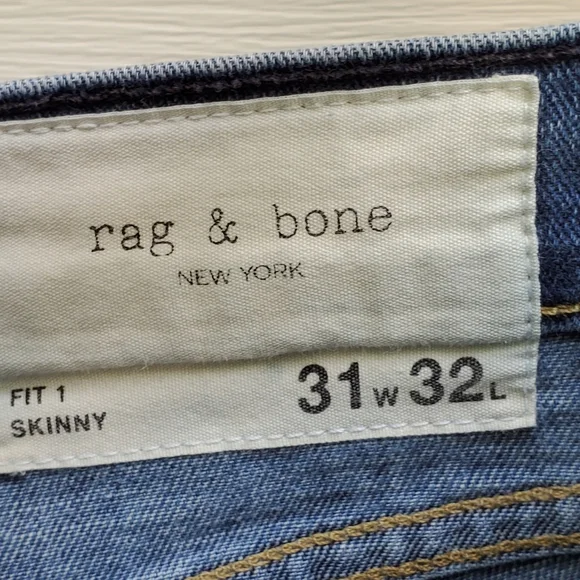 rag & bone
NEW YORK
FIT 1
SKINNY
31W 32L